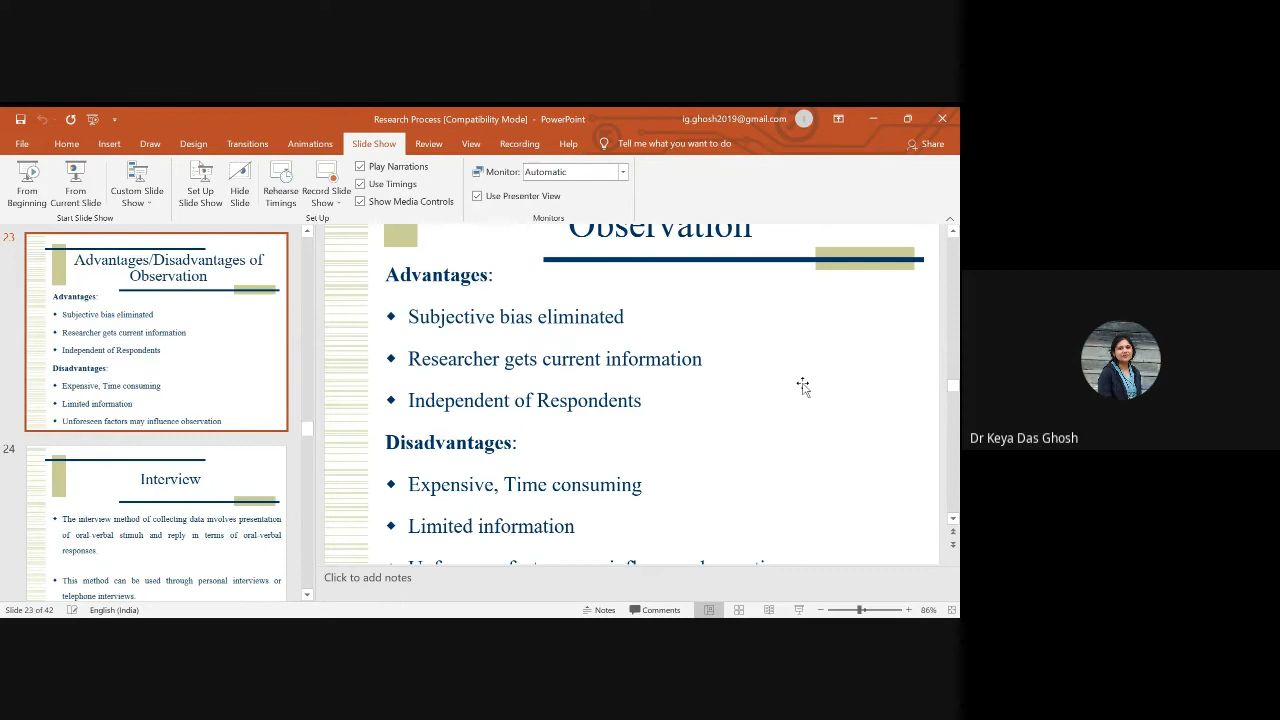 Research Process [Compatibility Mode] - PowerPoint
ig.ghosh2019@gmail.com
File Home Insert Draw Design Transitions Animations Slide Show Review View Recording Help Tell me what you want to do Share
From Beginning
From Current Slide
Custom Slide Show
Start Slide Show
Set Up Slide Show
Hide Slide
Rehearse Timings
Record Slide Show
Play Narrations
Use Timings
Show Media Controls
Set Up
Monitor: Automatic
Use Presenter View
Monitors
23
Advantages/Disadvantages of
Observation
Advantages:
Subjective bias eliminated
Researcher gets current information
Independent of Respondents
Disadvantages:
Expensive, Time consuming
Limited information
Unforeseen factors may influence observation
24
Interview
The interview method of collecting data involves presentation
of oral-verbal stimuli and reply in terms of oral-verbal
responses.
This method can be used through personal interviews or
telephone interviews.
Observation
Advantages:
Subjective bias eliminated
Researcher gets current information
Independent of Respondents
Disadvantages:
Expensive, Time consuming
Limited information
Click to add notes
Slide 23 of 42 English (India) Notes Comments 86%
Dr Keya Das Ghosh